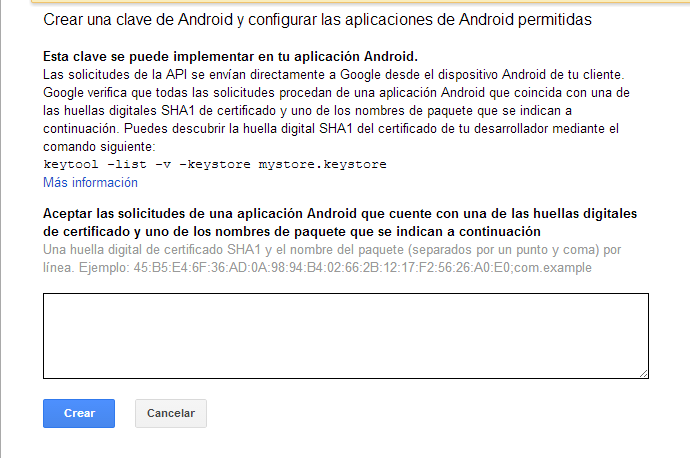 Crear una clave de Android y configurar las aplicaciones de Android permitidas
Esta clave se puede implementar en tu aplicación Android.
Las solicitudes de la API se envían directamente a Google desde el dispositivo Android de tu cliente.
Google verifica que todas las solicitudes procedan de una aplicación Android que coincida con una de
las huellas digitales SHA1 de certificado y uno de los nombres de paquete que se indican a
continuación. Puedes descubrir la huella digital SHA1 del certificado de tu desarrollador mediante el
comando siguiente:
keytool -list -v -keystore mystore.keystore
Más información
Aceptar las solicitudes de una aplicación Android que cuente con una de las huellas digitales
de certificado y uno de los nombres de paquete que se indican a continuación
Una huella digital de certificado SHA1 y el nombre del paquete (separados por un punto y coma) por
línea. Ejemplo: 45:B5:E4:6F:36:AD:0A:98:94:B4:02:66:2B:12:17:F2:56:26:A0:E0;com.example
Crear
Cancelar